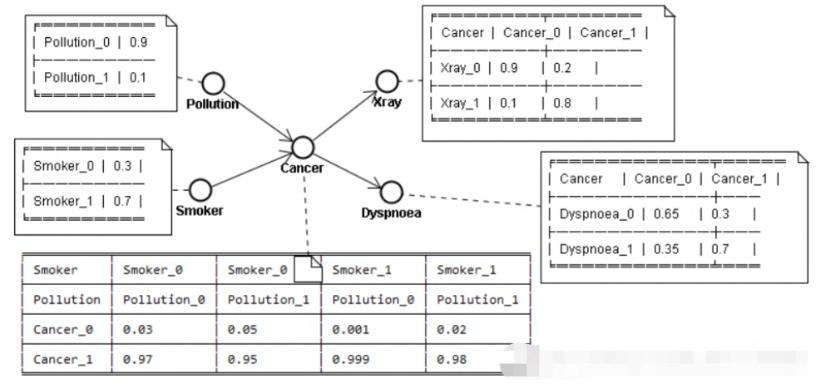 Pollution_0 | 0.9
Pollution_1 | 0.1
Pollution
Cancer | Cancer_0 | Cancer_1 |
Xray_0 | 0.9 | 0.2 |
Xray_1 | 0.1 | 0.8 |
Xray
Smoker_0 | 0.3 |
Smoker_1 | 0.7 |
Smoker
Cancer
Cancer | Cancer_0 | Cancer_1 |
Dyspnoea_0 | 0.65 | 0.3 |
Dyspnoea_1 | 0.35 | 0.7 |
Dyspnoea
Smoker | Smoker_0 | Smoker_0 | Smoker_1 | Smoker_1
Pollution | Pollution_0 | Pollution_1 | Pollution_0 | Pollution_1
Cancer_0 | 0.03 | 0.05 | 0.001 | 0.02
Cancer_1 | 0.97 | 0.95 | 0.999 | 0.98